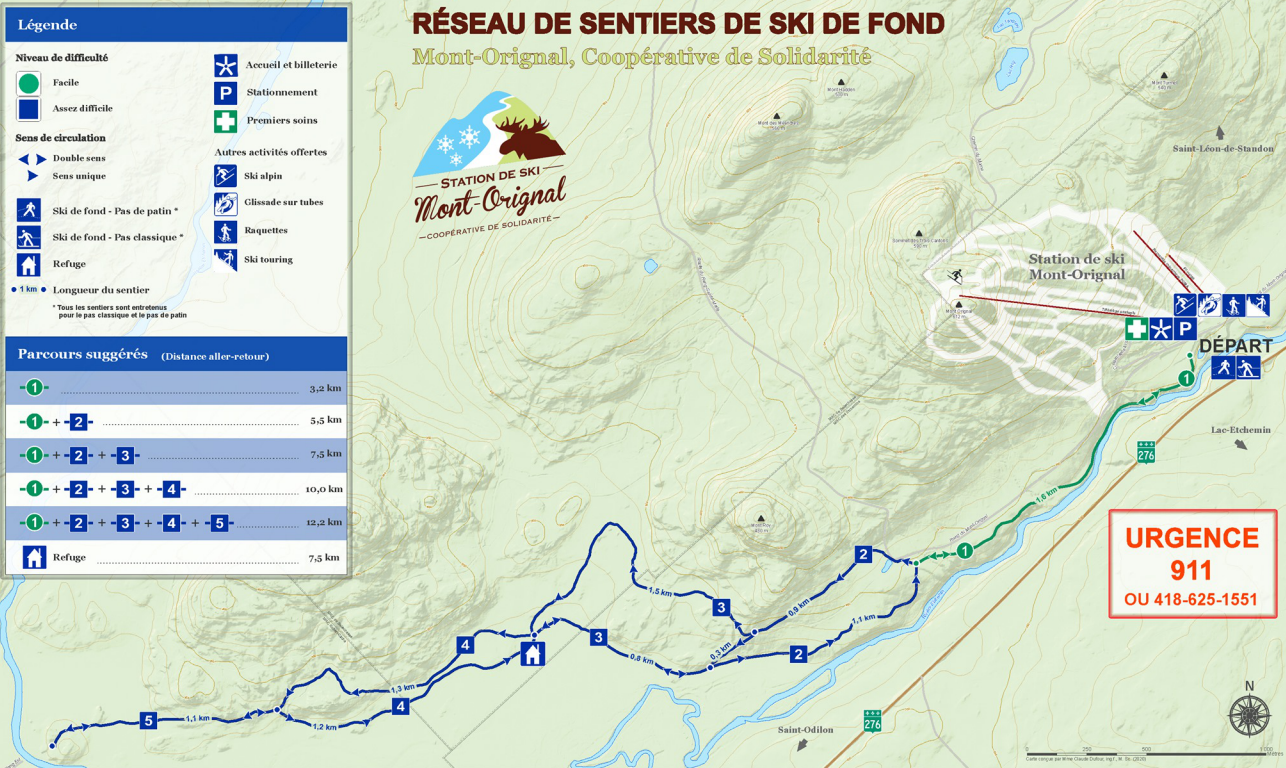 Légende
Niveau de difficulté
Facile
Assez difficile
Sens de circulation
Double sens
Sens unique
Ski de fond - Pas de patin *
Ski de fond - Pas classique *
Refuge
1 km
Longueur du sentier
* Tous les sentiers sont entretenus
pour le pas classique et le pas de patin
Accueil et billeterie
P
Stationnement
Premiers soins
Autres activités offertes
Ski alpin
Glissade sur tubes
Raquettes
Ski touring
Parcours suggérés (Distance aller-retour)
1 3,2 km
1 + 2 5,5 km
1 + 2 + 3 7,5 km
1 + 2 + 3 + 4 10,0 km
1 + 2 + 3 + 4 + 5 12,2 km
Refuge 7,5 km
RÉSEAU DE SENTIERS DE SKI DE FOND
Mont-Orignal, Coopérative de Solidarité
STATION DE SKI
Mont-Orignal
COOPÉRATIVE DE SOLIDARITÉ
Saint-Léon-de-Standon
Station de ski
Mont-Orignal
Mont Orignal
P
DÉPART
1
Lac-Etchemin
276
1,6 km
1
URGENCE
911
OU 418-625-1551
2
0,9 km
1,1 km
2
0,3 km
3
1,5 km
3
0,8 km
4
1,3 km
4
1,2 km
5
1,1 km
276
Saint-Odilon
N
0 250 500 1 000
Mètres